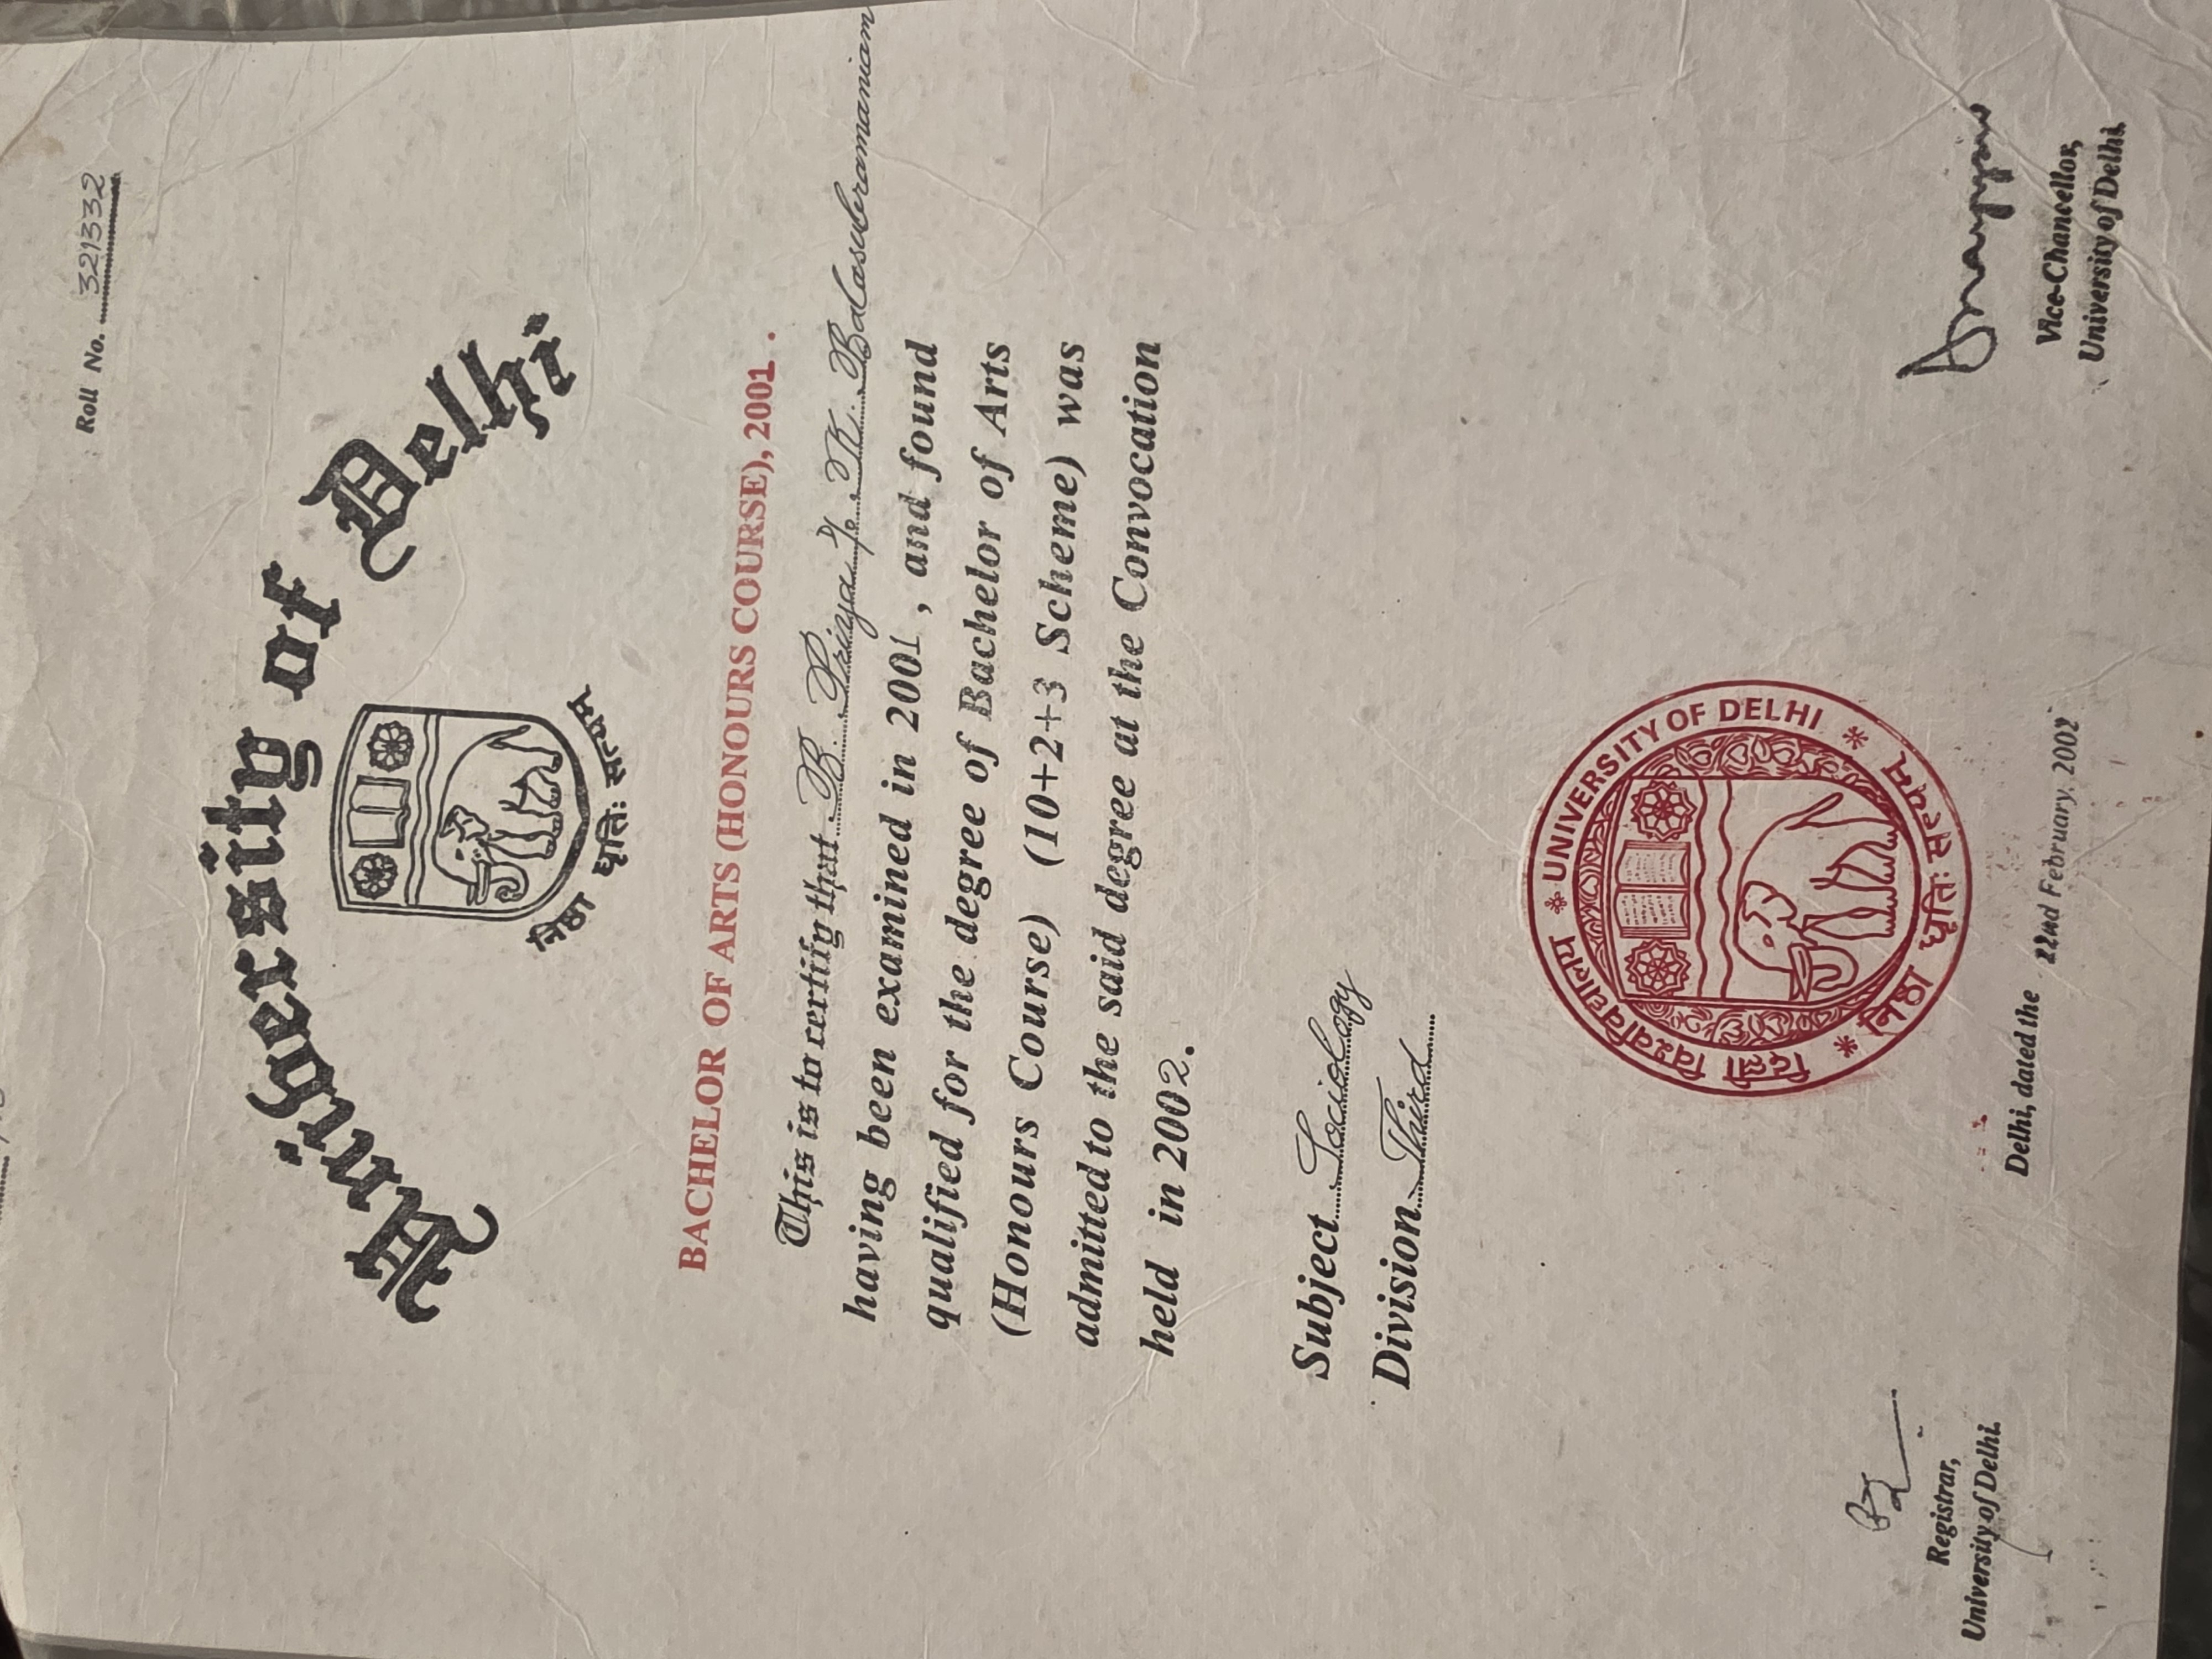 Roll No. 321332
University of Delhi
निष्ठा धृतिः सत्यम्
BACHELOR OF ARTS (HONOURS COURSE), 2001.
This is to certify that B. Priya D/o. K. Balasubramaniam
having been examined in 2001, and found
qualified for the degree of Bachelor of Arts
(Honours Course) (10+2+3 Scheme) was
admitted to the said degree at the Convocation
held in 2002.
Subject Sociology
Division Third
दिल्ली विश्वविद्यालय * UNIVERSITY OF DELHI *
निष्ठा धृतिः सत्यम् *
Registrar,
University of Delhi.
Delhi, dated the 22nd February, 2002
Vice-Chancellor,
University of Delhi.